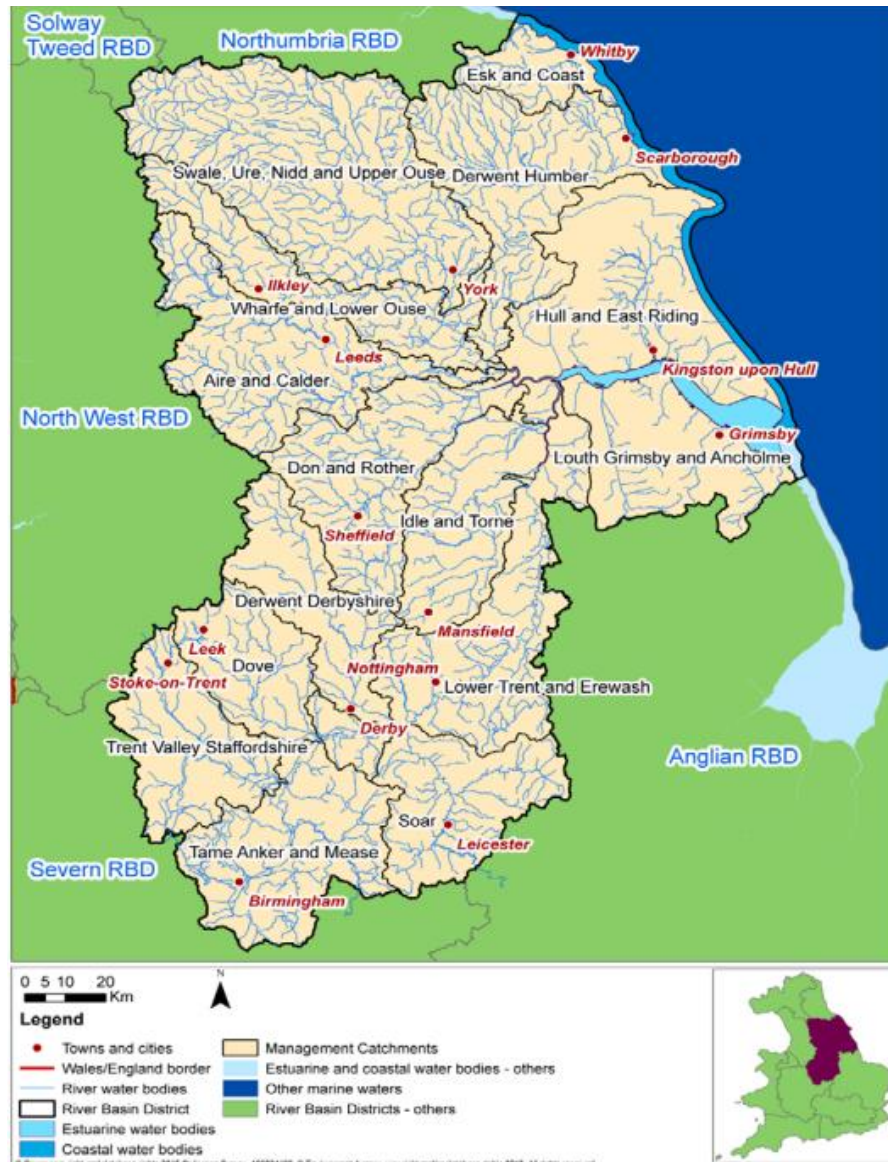 Solway
Tweed RBD
Northumbria RBD
Whitby
Esk and Coast
Scarborough
Swale, Ure, Nidd and Upper Ouse
Derwent Humber
Ilkley
York
Wharfe and Lower Ouse
Hull and East Riding
Leeds
Kingston upon Hull
Aire and Calder
North West RBD
Grimsby
Don and Rother
Louth Grimsby and Ancholme
Idle and Torne
Sheffield
Derwent Derbyshire
Mansfield
Leek
Dove
Nottingham
Stoke-on-Trent
Lower Trent and Erewash
Derby
Trent Valley Staffordshire
Anglian RBD
Soar
Leicester
Tame Anker and Mease
Severn RBD
Birmingham
0 5 10 20
Km
N
Legend
Towns and cities
Wales/England border
River water bodies
River Basin District
Estuarine water bodies
Coastal water bodies
Management Catchments
Estuarine and coastal water bodies - others
Other marine waters
River Basin Districts - others